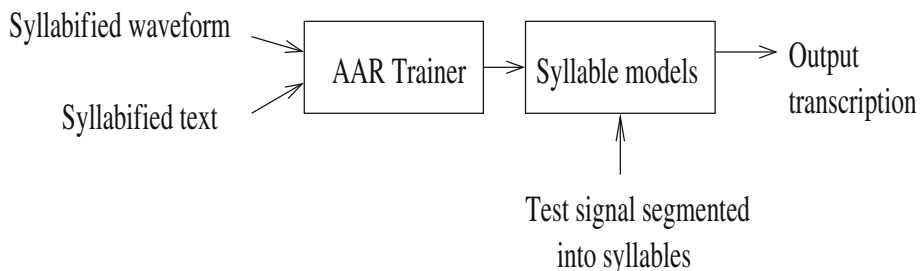 Syllabified waveform
Syllabified text
AAR Trainer
Syllable models
Output
transcription
Test signal segmented
into syllables